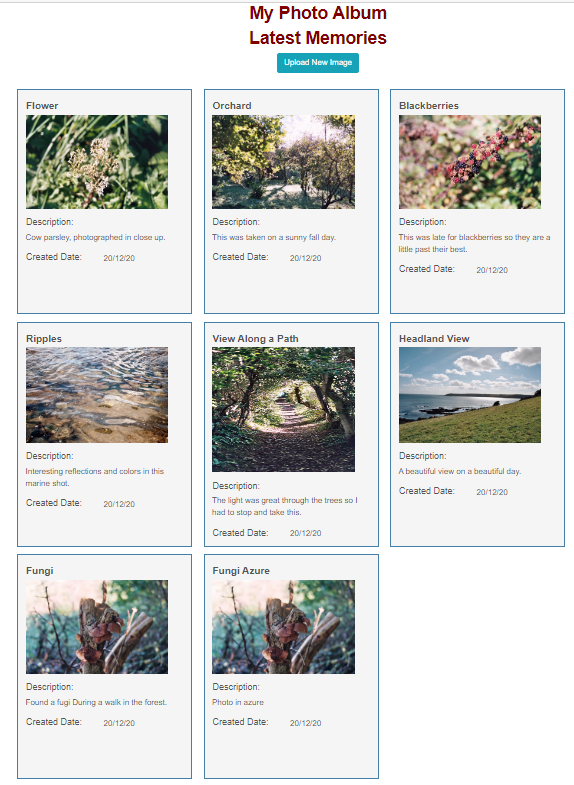 My Photo Album
Latest Memories
Upload New Image
Flower
Description:
Cow parsley, photographed in close up.
Created Date: 20/12/20
Orchard
Description:
This was taken on a sunny fall day.
Created Date: 20/12/20
Blackberries
Description:
This was late for blackberries so they are a
little past their best.
Created Date: 20/12/20
Ripples
Description:
Interesting reflections and colors in this
marine shot.
Created Date: 20/12/20
View Along a Path
Description:
The light was great through the trees so I
had to stop and take this.
Created Date: 20/12/20
Headland View
Description:
A beautiful view on a beautiful day.
Created Date: 20/12/20
Fungi
Description:
Found a fugi During a walk in the forest.
Created Date: 20/12/20
Fungi Azure
Description:
Photo in azure
Created Date: 20/12/20